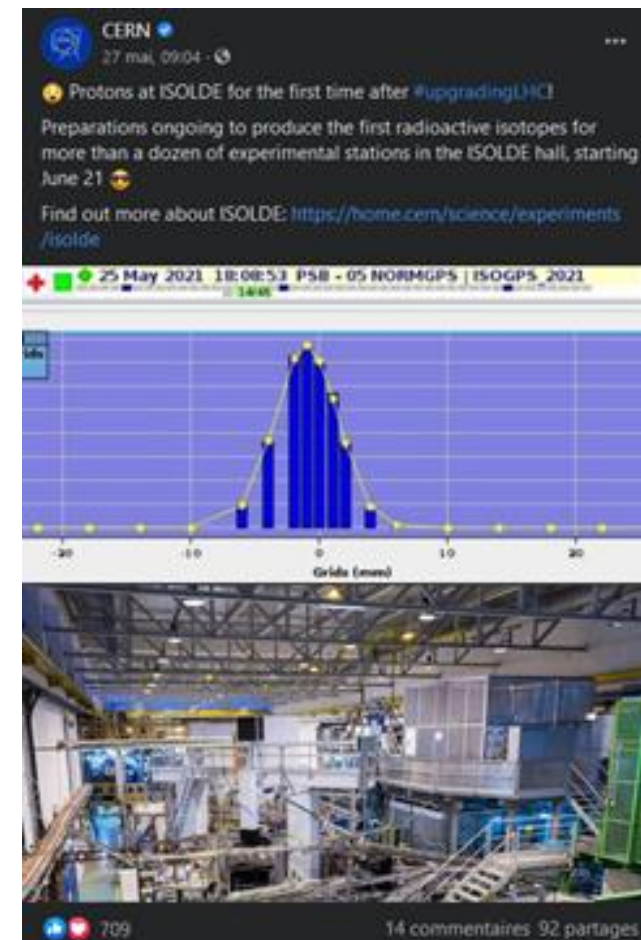 CERN
27 mai, 09:04 ·
Protons at ISOLDE for the first time after #upgradingLHC!
Preparations ongoing to produce the first radioactive isotopes for
more than a dozen of experimental stations in the ISOLDE hall, starting
June 21
Find out more about ISOLDE: https://home.cern/science/experiments
/isolde
25 May 2021 18:08:53 PSB - 05 NORMGPS | ISOGPS_2021
ids
-20 -10 0 10 20
Grids (mm)
709
14 commentaires 92 partages